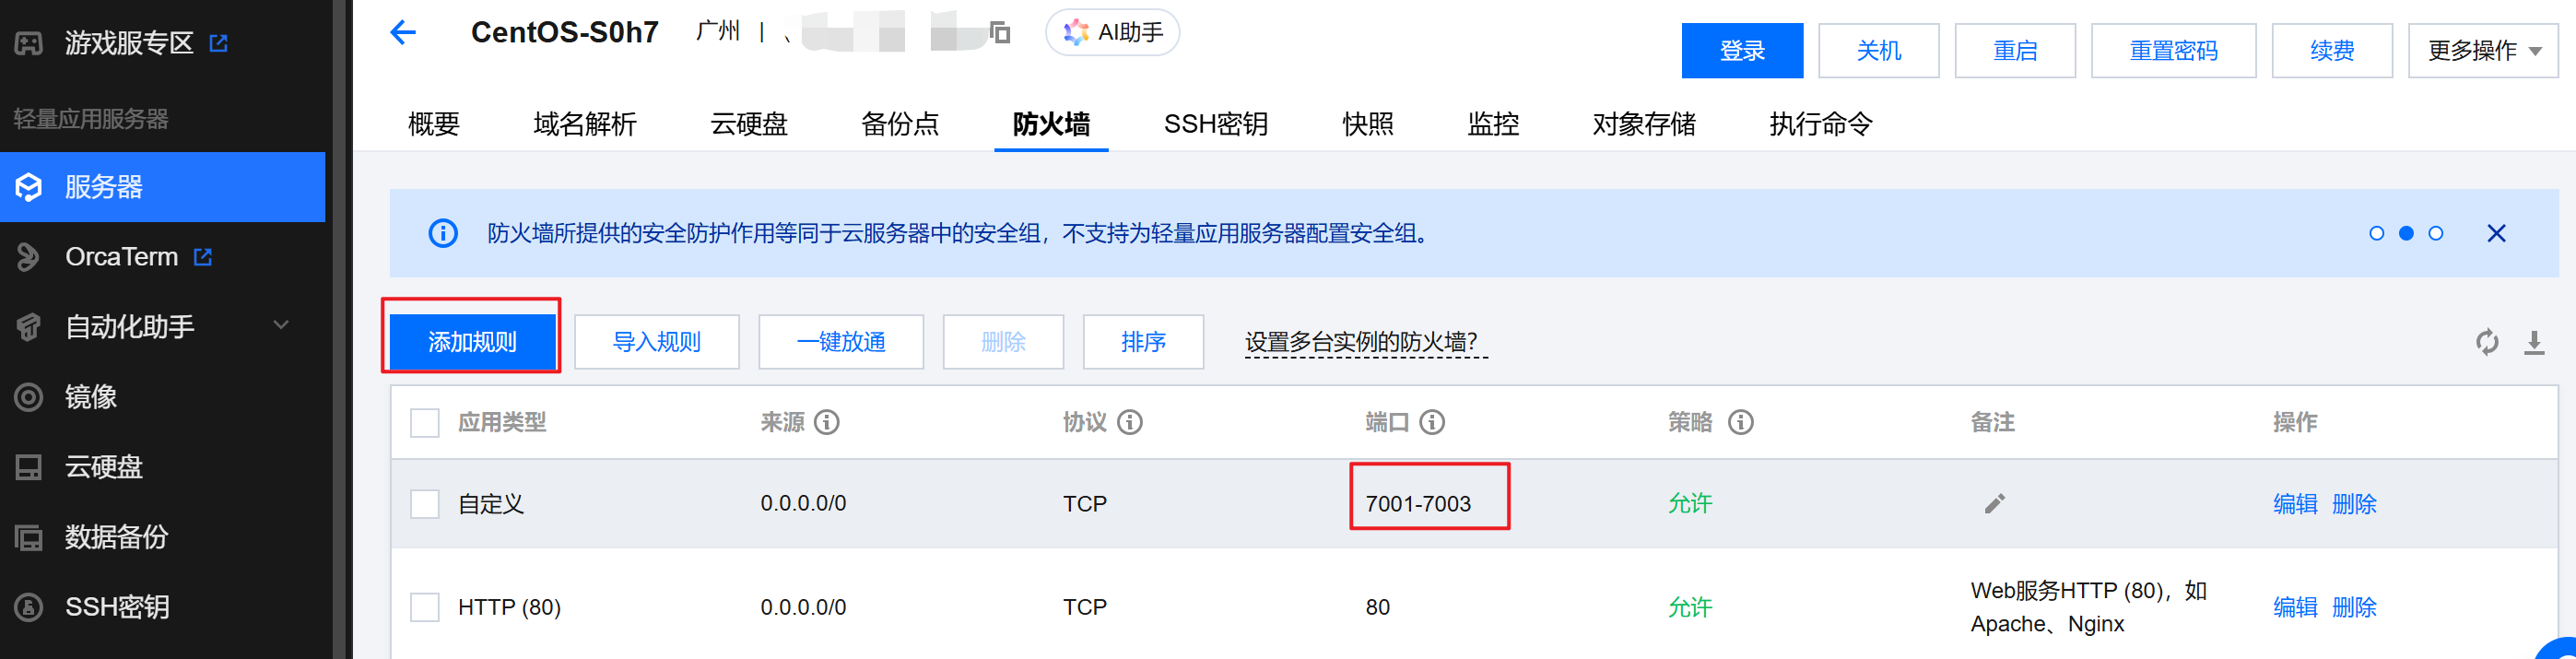 游戏服专区
轻量应用服务器
服务器
OrcaTerm
自动化助手
镜像
云硬盘
数据备份
SSH密钥
CentOS-S0h7 广州 | 、 AI助手
登录 关机 重启 重置密码 续费 更多操作
概要 域名解析 云硬盘 备份点 防火墙 SSH密钥 快照 监控 对象存储 执行命令
防火墙所提供的安全防护作用等同于云服务器中的安全组，不支持为轻量应用服务器配置安全组。
添加规则 导入规则 一键放通 删除 排序 设置多台实例的防火墙？
应用类型 来源 协议 端口 策略 备注 操作
自定义 0.0.0.0/0 TCP 7001-7003 允许 编辑 删除
HTTP (80) 0.0.0.0/0 TCP 80 允许 Web服务HTTP (80)，如
Apache、Nginx 编辑 删除